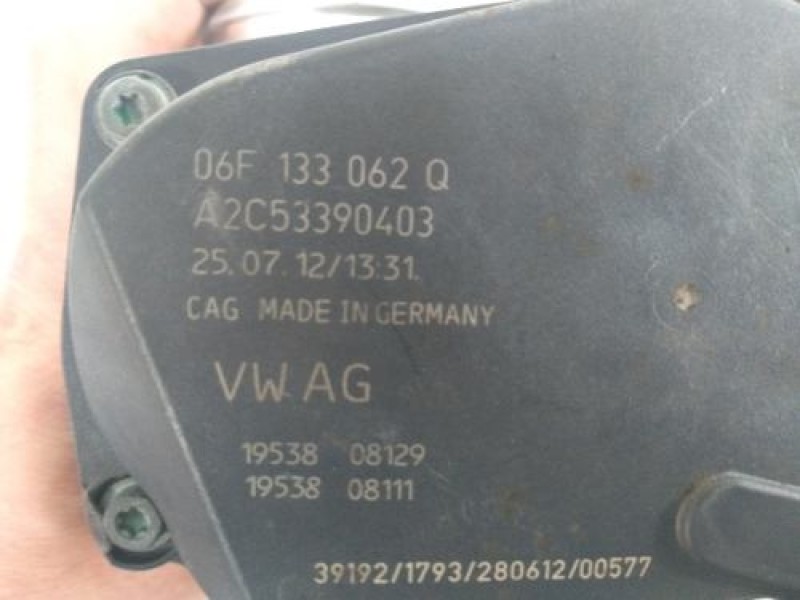 06F 133 062 Q
A2C53390403
25.07.12/13:31.
CAG MADE IN GERMANY
VW AG
19538 08129
19538 08111
39192/1793/280612/00577